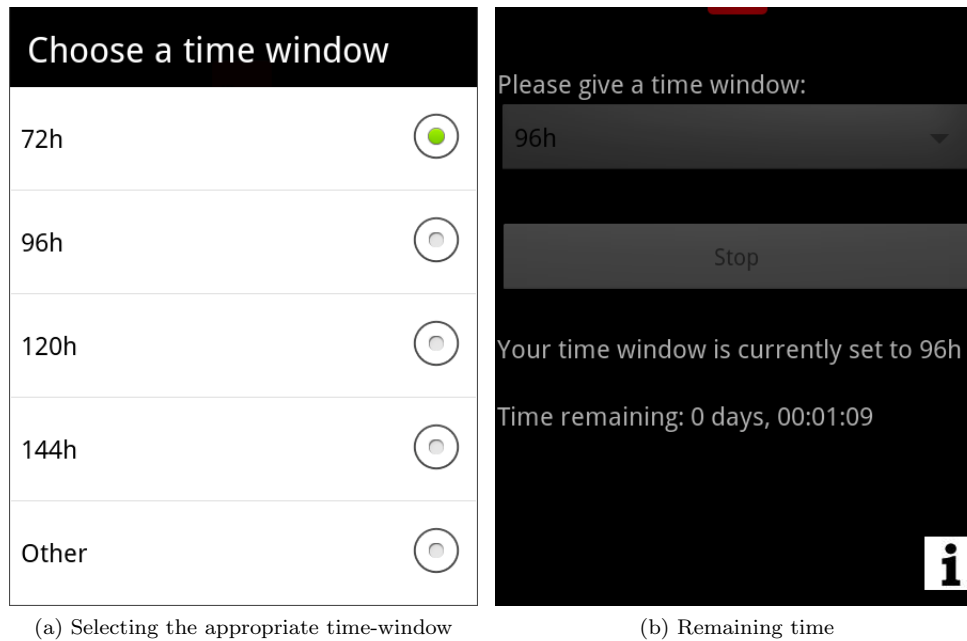 Choose a time window
72h
96h
120h
144h
Other
(a) Selecting the appropriate time-window
Please give a time window:
96h
Stop
Your time window is currently set to 96h
Time remaining: 0 days, 00:01:09
i
(b) Remaining time